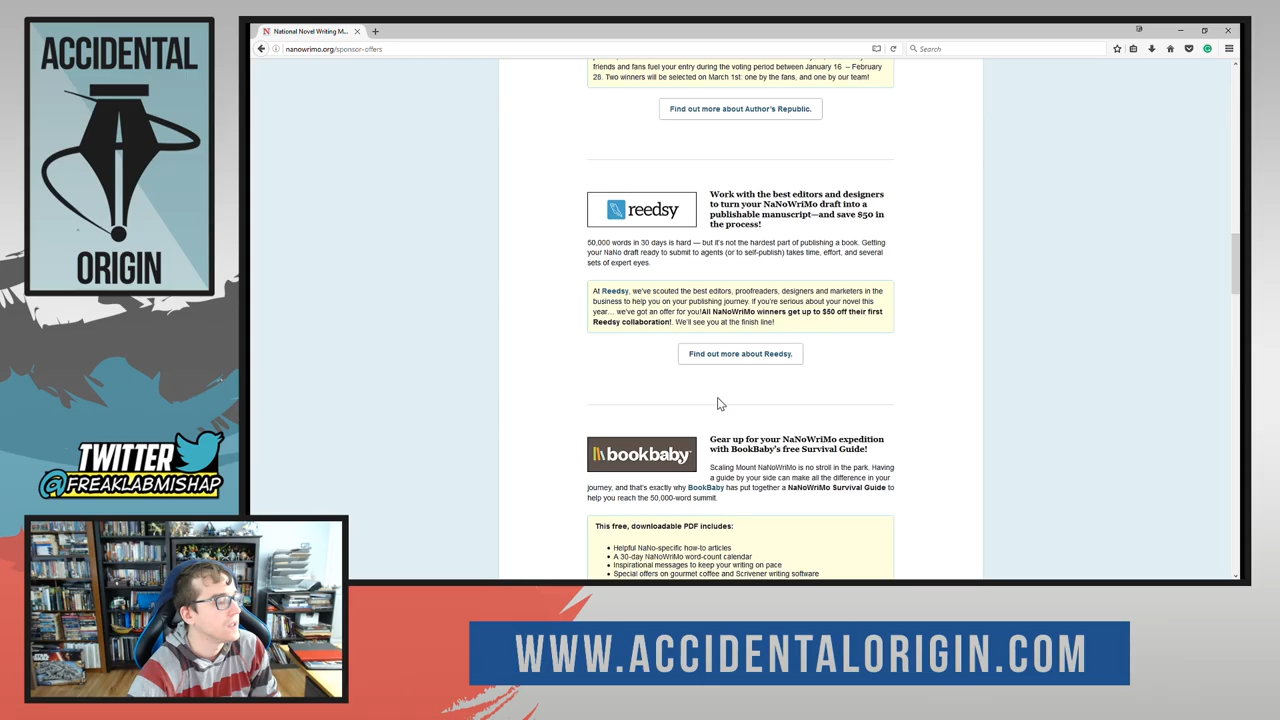 ACCIDENTAL
ORIGIN
TWITTER
@FREAKLABMISHAP
National Novel Writing M...
nanowrimo.org/sponsor-offers
Search
friends and fans fuel your entry during the voting period between January 16 – February
28. Two winners will be selected on March 1st: one by the fans, and one by our team!
Find out more about Author's Republic.
reedsy
Work with the best editors and designers
to turn your NaNoWriMo draft into a
publishable manuscript—and save $50 in
the process!
50,000 words in 30 days is hard — but it's not the hardest part of publishing a book. Getting
your NaNo draft ready to submit to agents (or to self-publish) takes time, effort, and several
sets of expert eyes.
At Reedsy, we've scouted the best editors, proofreaders, designers and marketers in the
business to help you on your publishing journey. If you're serious about your novel this
year… we've got an offer for you!All NaNoWriMo winners get up to $50 off their first
Reedsy collaboration!. We'll see you at the finish line!
Find out more about Reedsy.
bookbaby
Gear up for your NaNoWriMo expedition
with BookBaby's free Survival Guide!
Scaling Mount NaNoWriMo is no stroll in the park. Having
a guide by your side can make all the difference in your
journey, and that's exactly why BookBaby has put together a NaNoWriMo Survival Guide to
help you reach the 50,000-word summit.
This free, downloadable PDF includes:
• Helpful NaNo-specific how-to articles
• A 30-day NaNoWriMo word-count calendar
• Inspirational messages to keep your writing on pace
• Special offers on gourmet coffee and Scrivener writing software
WWW.ACCIDENTALORIGIN.COM